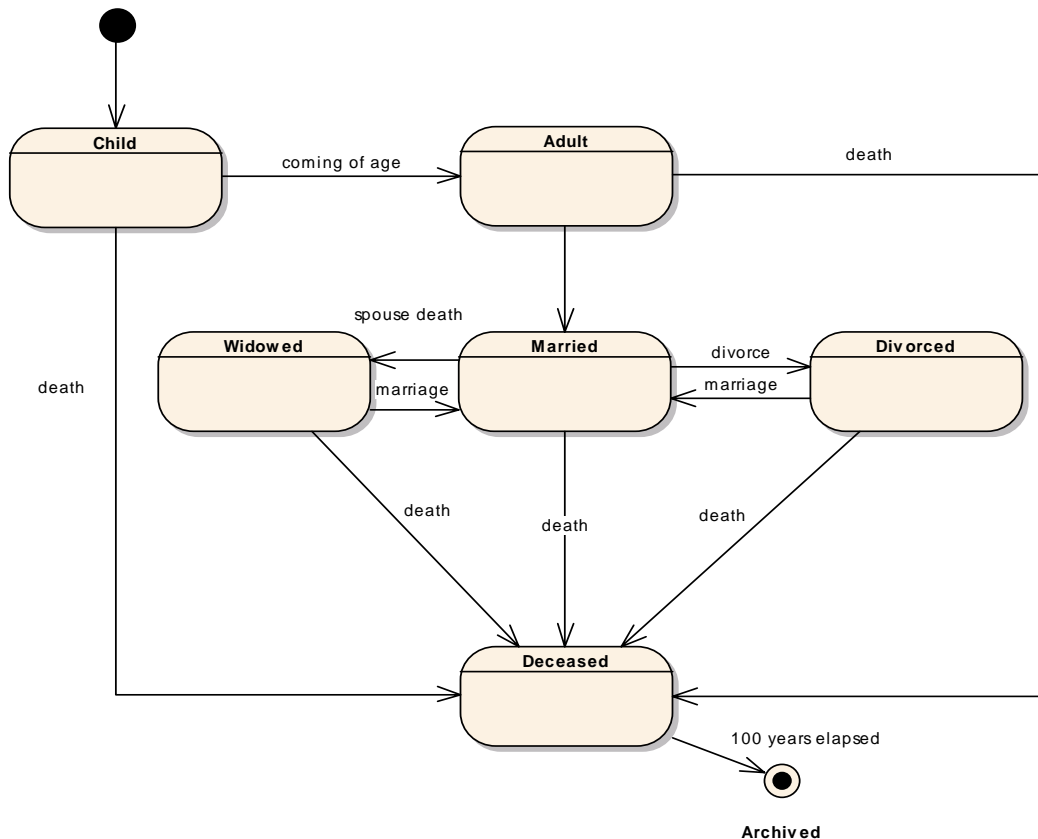 Child
Adult
death
coming of age
spouse death
Widowed
Married
Divorced
divorce
marriage
marriage
death
death
death
death
Deceased
100 years elapsed
Archived